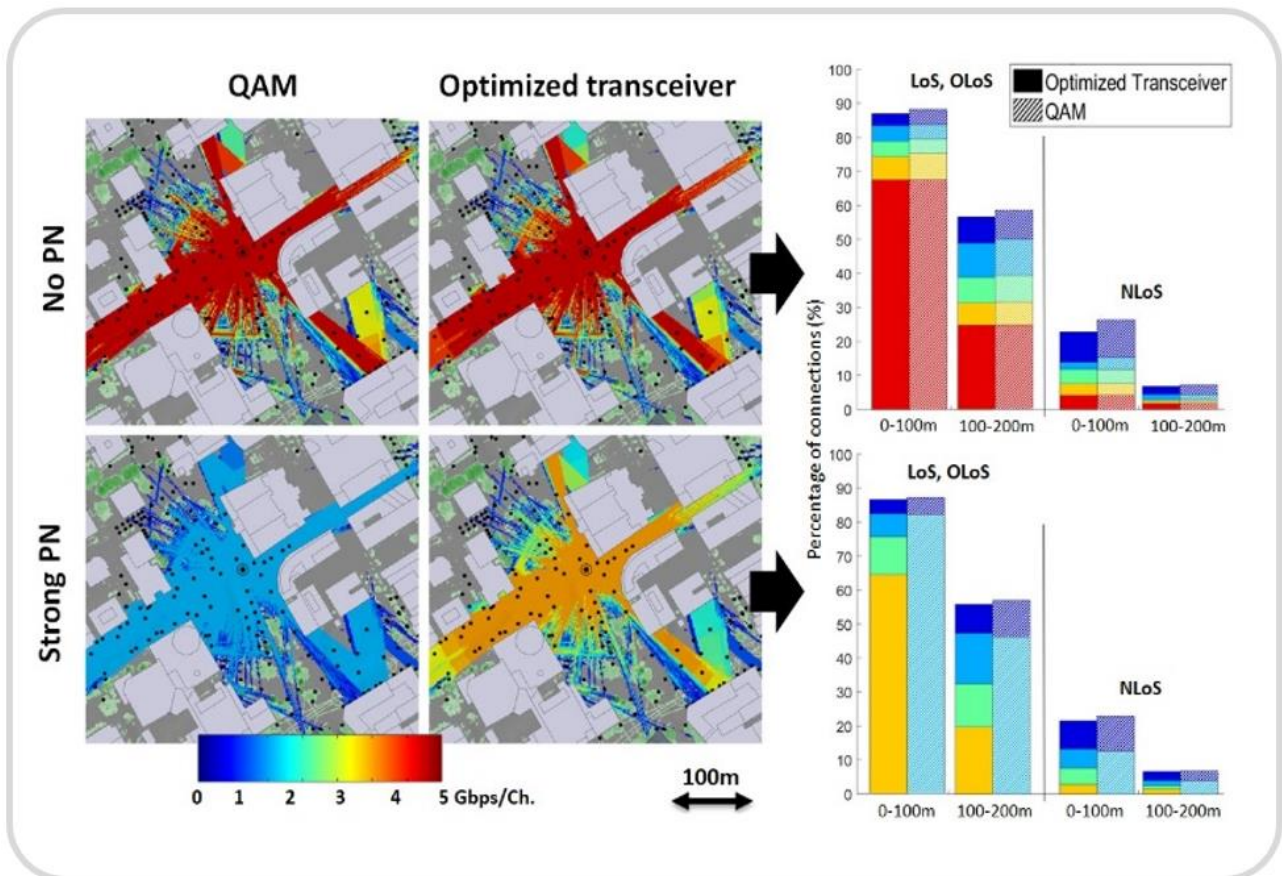 QAM
Optimized transceiver
No PN
Strong PN
0 1 2 3 4 5 Gbps/Ch.
100m
Percentage of connections (%)
100
90
80
70
60
50
40
30
20
10
0
LoS, OLoS
Optimized Transceiver
QAM
NLoS
0-100m
100-200m
0-100m
100-200m
100
90
80
70
60
50
40
30
20
10
0
LoS, OLoS
NLoS
0-100m
100-200m
0-100m
100-200m